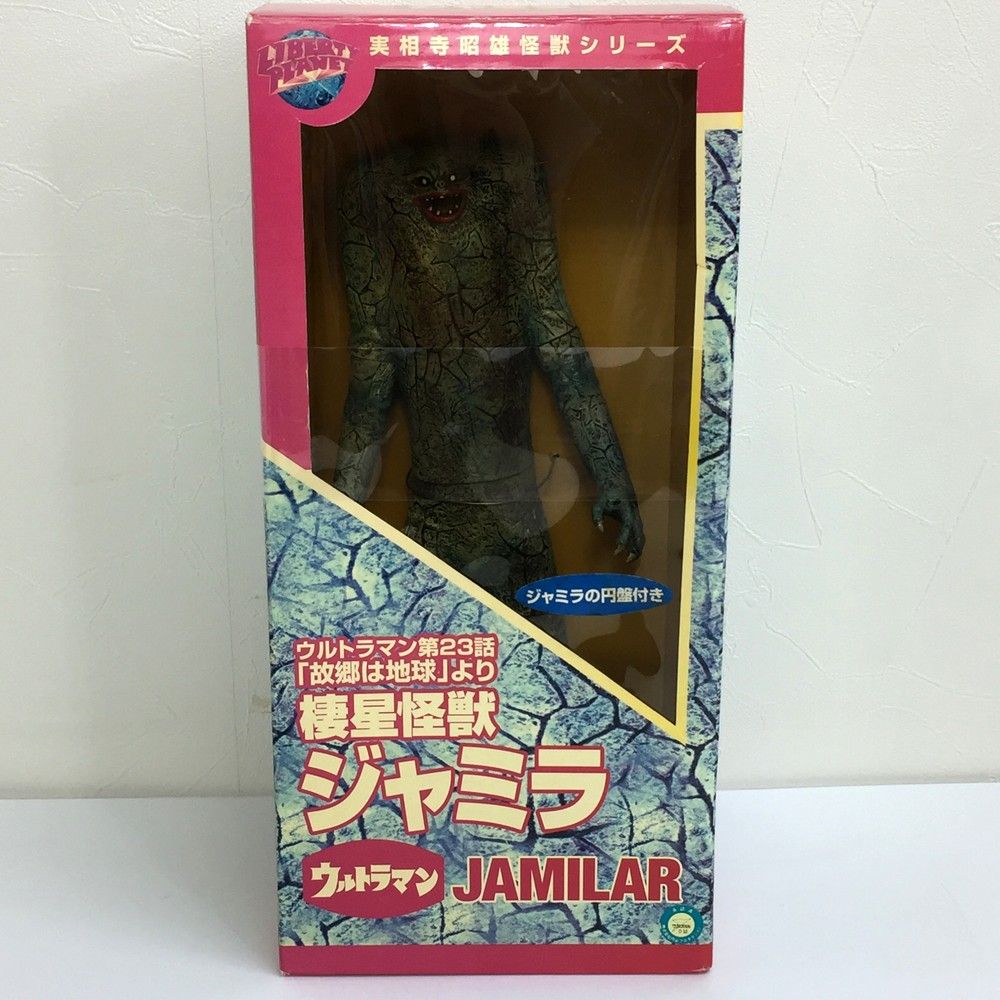 LIBERTY
PLANET
実相寺昭雄怪獣シリーズ
ジャミラの円盤付き
ウルトラマン第23話
「故郷は地球」より
棲星怪獣
ジャミラ
ウルトラマン
JAMILAR